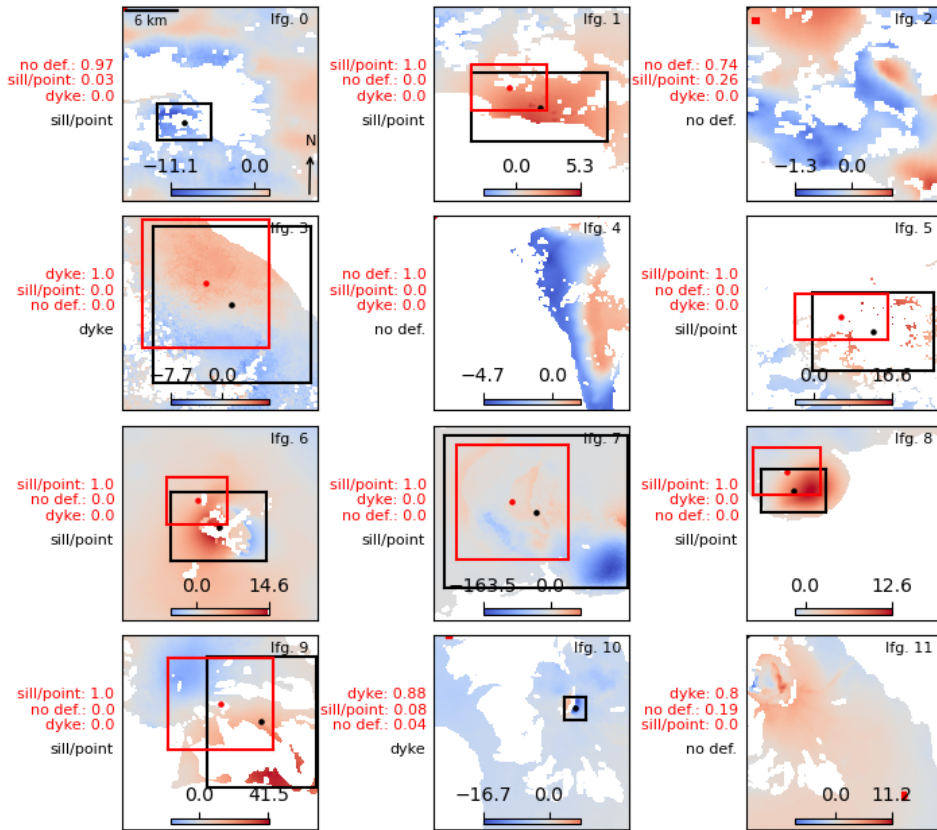 6 km
Ifg. 0
no def.: 0.97
sill/point: 0.03
dyke: 0.0
sill/point
N
−11.1 0.0
Ifg. 1
sill/point: 1.0
no def.: 0.0
dyke: 0.0
sill/point
0.0 5.3
Ifg. 2
no def.: 0.74
sill/point: 0.26
dyke: 0.0
no def.
−1.3 0.0
Ifg. 3
dyke: 1.0
sill/point: 0.0
no def.: 0.0
dyke
−7.7 0.0
Ifg. 4
no def.: 1.0
sill/point: 0.0
dyke: 0.0
no def.
−4.7 0.0
Ifg. 5
sill/point: 1.0
no def.: 0.0
dyke: 0.0
sill/point
0.0 16.6
Ifg. 6
sill/point: 1.0
no def.: 0.0
dyke: 0.0
sill/point
0.0 14.6
Ifg. 7
sill/point: 1.0
dyke: 0.0
no def.: 0.0
sill/point
−163.5 0.0
Ifg. 8
sill/point: 1.0
dyke: 0.0
no def.: 0.0
sill/point
0.0 12.6
Ifg. 9
sill/point: 1.0
no def.: 0.0
dyke: 0.0
sill/point
0.0 41.5
Ifg. 10
dyke: 0.88
sill/point: 0.08
no def.: 0.04
dyke
−16.7 0.0
Ifg. 11
dyke: 0.8
no def.: 0.19
sill/point: 0.0
no def.
0.0 11.2